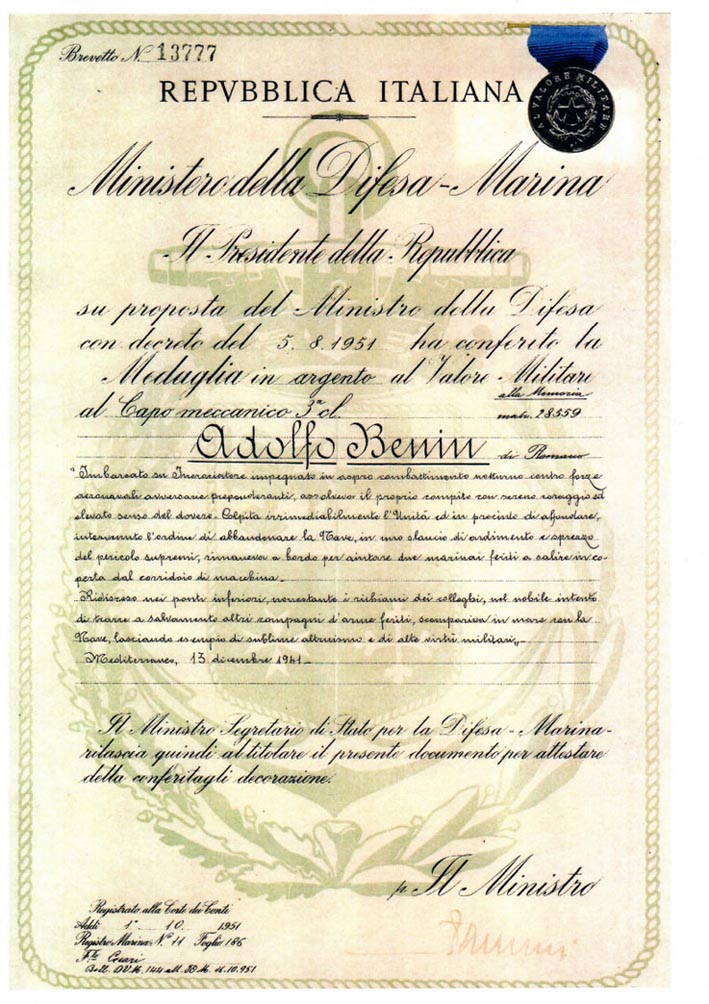 Brevetto N. 13777
AL VALORE MILITARE
REPVBBLICA ITALIANA
Ministero della Difesa - Marina
Il Presidente della Repubblica
su proposta del Ministro della Difesa
con decreto del 5. 8. 1951 ha conferito la
Medaglia in argento al Valore Militare
alla Memoria
al Capo meccanico 3ª cl. matr. 28559
Adolfo Benin di Romano
"Imbarcato su Incrociatore impegnato in aspro combattimento notturno contro forze
aeronavali avversarie preponderanti, assolveva il proprio compito con sereno coraggio ed
elevato senso del dovere. Colpita irrimediabilmente l'Unità ed in procinto di affondare,
intervenuto l'ordine di abbandonare la Nave, in uno slancio di ardimento e sprezzo
del pericolo supremi, rimaneva a bordo per aiutare due marinai feriti a salire in co-
perta dal corridoio di macchina.-
Ridisceso nei ponti inferiori, nonostante i richiami dei colleghi, nel nobile intento
di trarre a salvamento altri compagni d'arme feriti, scompariva in mare con la
Nave, lasciando esempio di sublime altruismo e di alte virtù militari„-
Mediterraneo, 13 dicembre 1941-
Il Ministro Segretario di Stato per la Difesa - Marina -
rilascia quindi al titolare il presente documento per attestare
della conferitagli decorazione.
p. Il Ministro
Registrato alla Corte dei Conti
Addì 1° 10. 1951
Registro Marina N.° 11 Foglio 186
F.to Cesari
Boll. 4.10.951